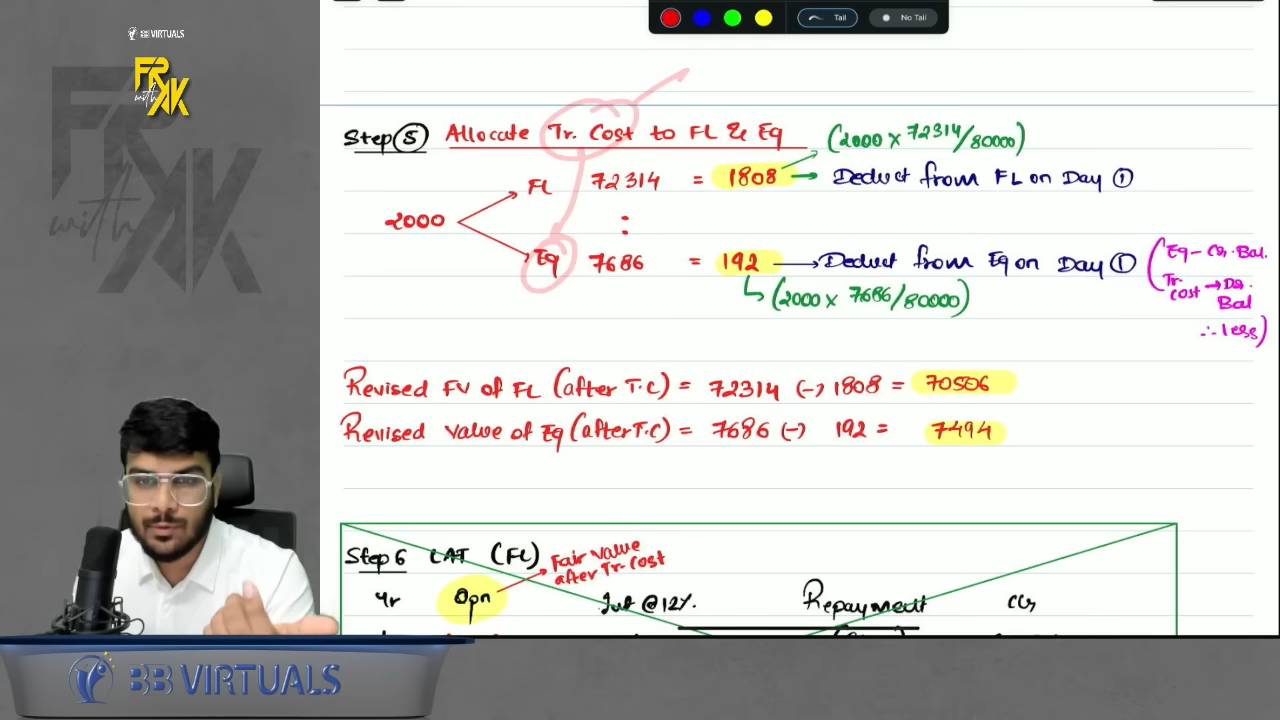 BB VIRTUALS
FR
with
AK
Tail
No Tail
Step ⑤ Allocate Tr. Cost to FL & Eq
(2000 x 72314/80000)
FL 72314 = 1808 → Deduct from FL on Day ①
2000
:
Eq 7686 = 192 → Deduct from Eq on Day ①
(2000 x 7686/80000)
(Eq - Cr. Bal.
Tr. Cost → Dr. Bal
∴ less)
Revised FV of FL (after T.C) = 72314 (-) 1808 = 70506
Revised value of Eq (after T.C) = 7686 (-) 192 = 7494
Step 6 LAT (FL)
Fair value
after Tr. Cost
Yr Opn Int @12%. Repayment Clg
BB VIRTUALS